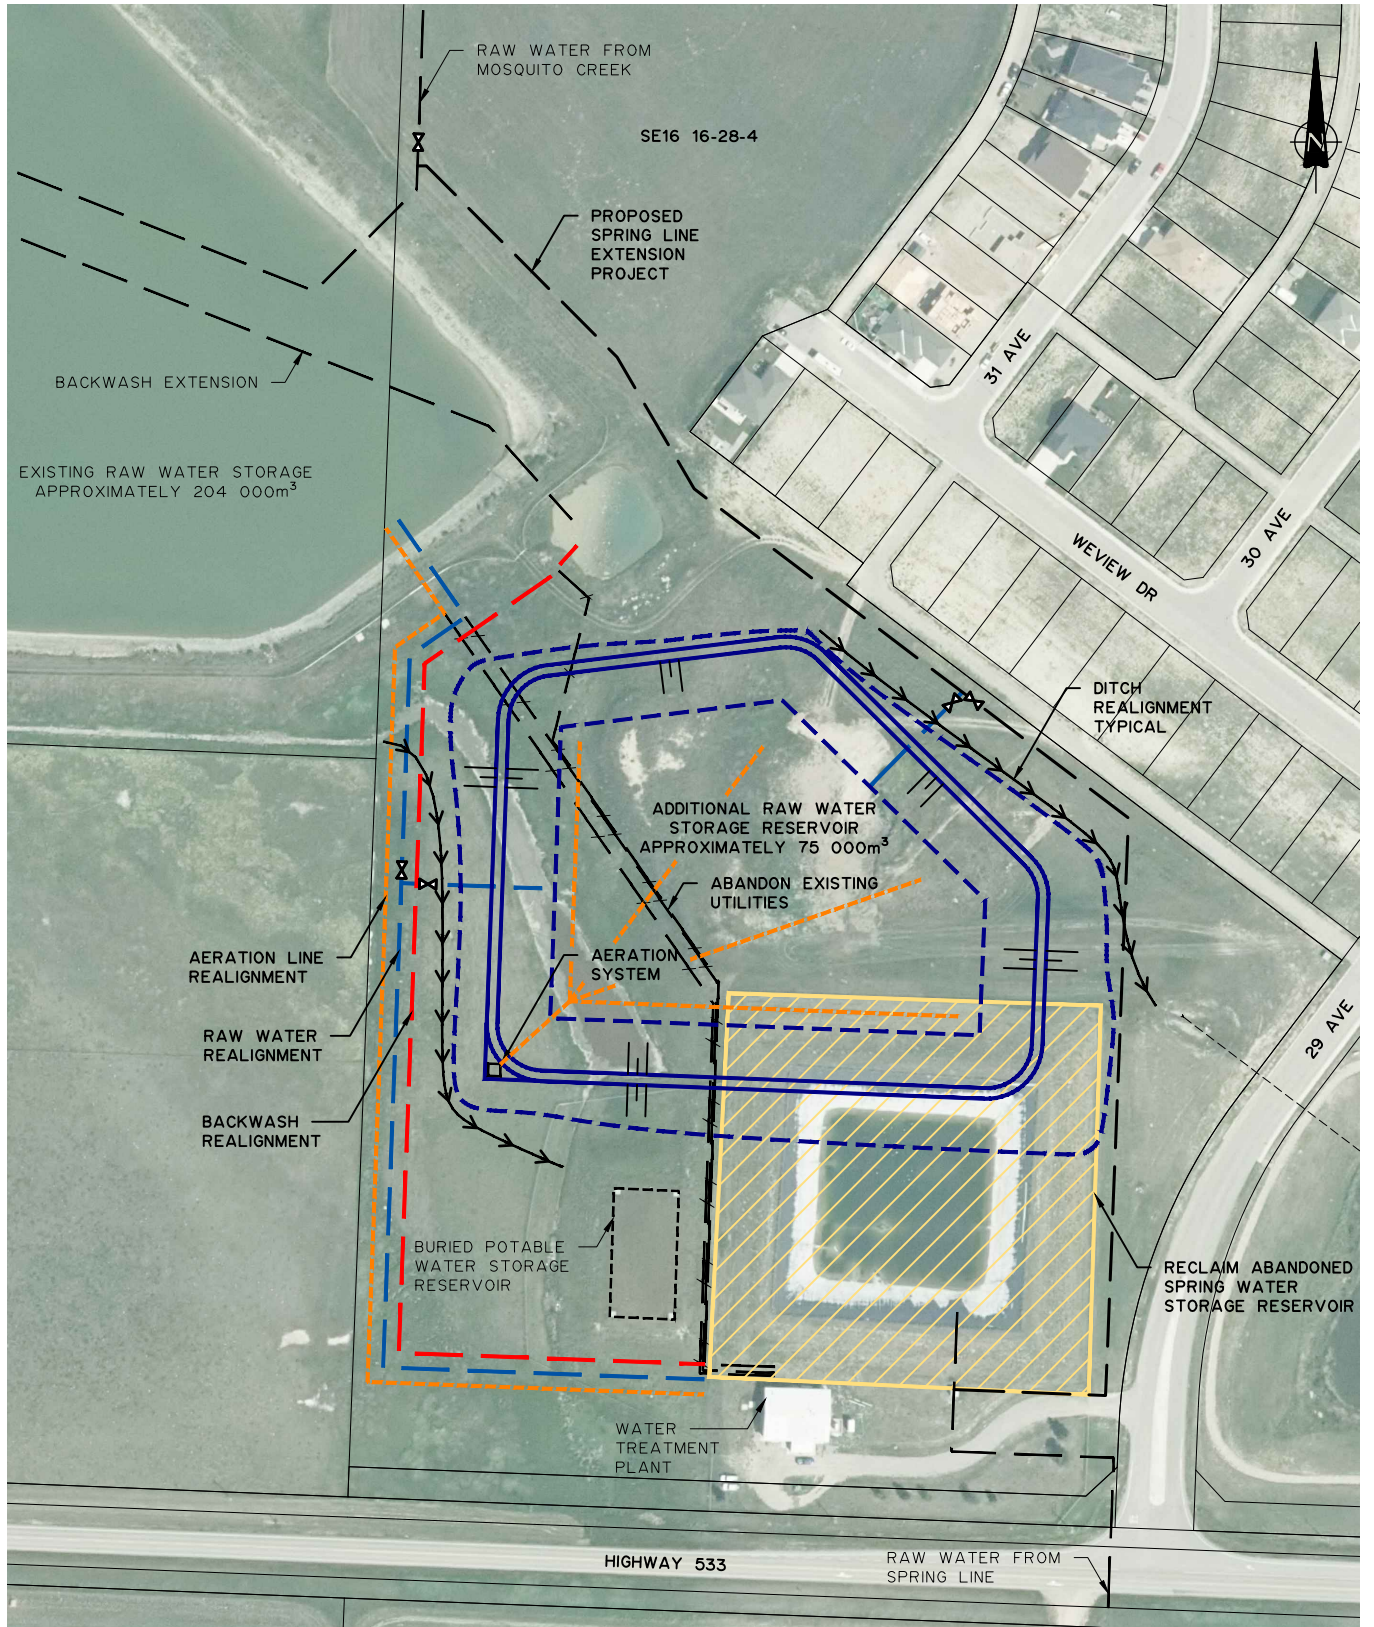 RAW WATER FROM
MOSQUITO CREEK
SE16 16-28-4
N
PROPOSED
SPRING LINE
EXTENSION
PROJECT
31 AVE
BACKWASH EXTENSION
EXISTING RAW WATER STORAGE
APPROXIMATELY 204 000m³
30 AVE
WEVIEW DR
DITCH
REALIGNMENT
TYPICAL
ADDITIONAL RAW WATER
STORAGE RESERVOIR
APPROXIMATELY 75 000m³
ABANDON EXISTING
UTILITIES
AERATION LINE
REALIGNMENT
AERATION
SYSTEM
RAW WATER
REALIGNMENT
29 AVE
BACKWASH
REALIGNMENT
BURIED POTABLE
WATER STORAGE
RESERVOIR
RECLAIM ABANDONED
SPRING WATER
STORAGE RESERVOIR
WATER
TREATMENT
PLANT
HIGHWAY 533
RAW WATER FROM
SPRING LINE